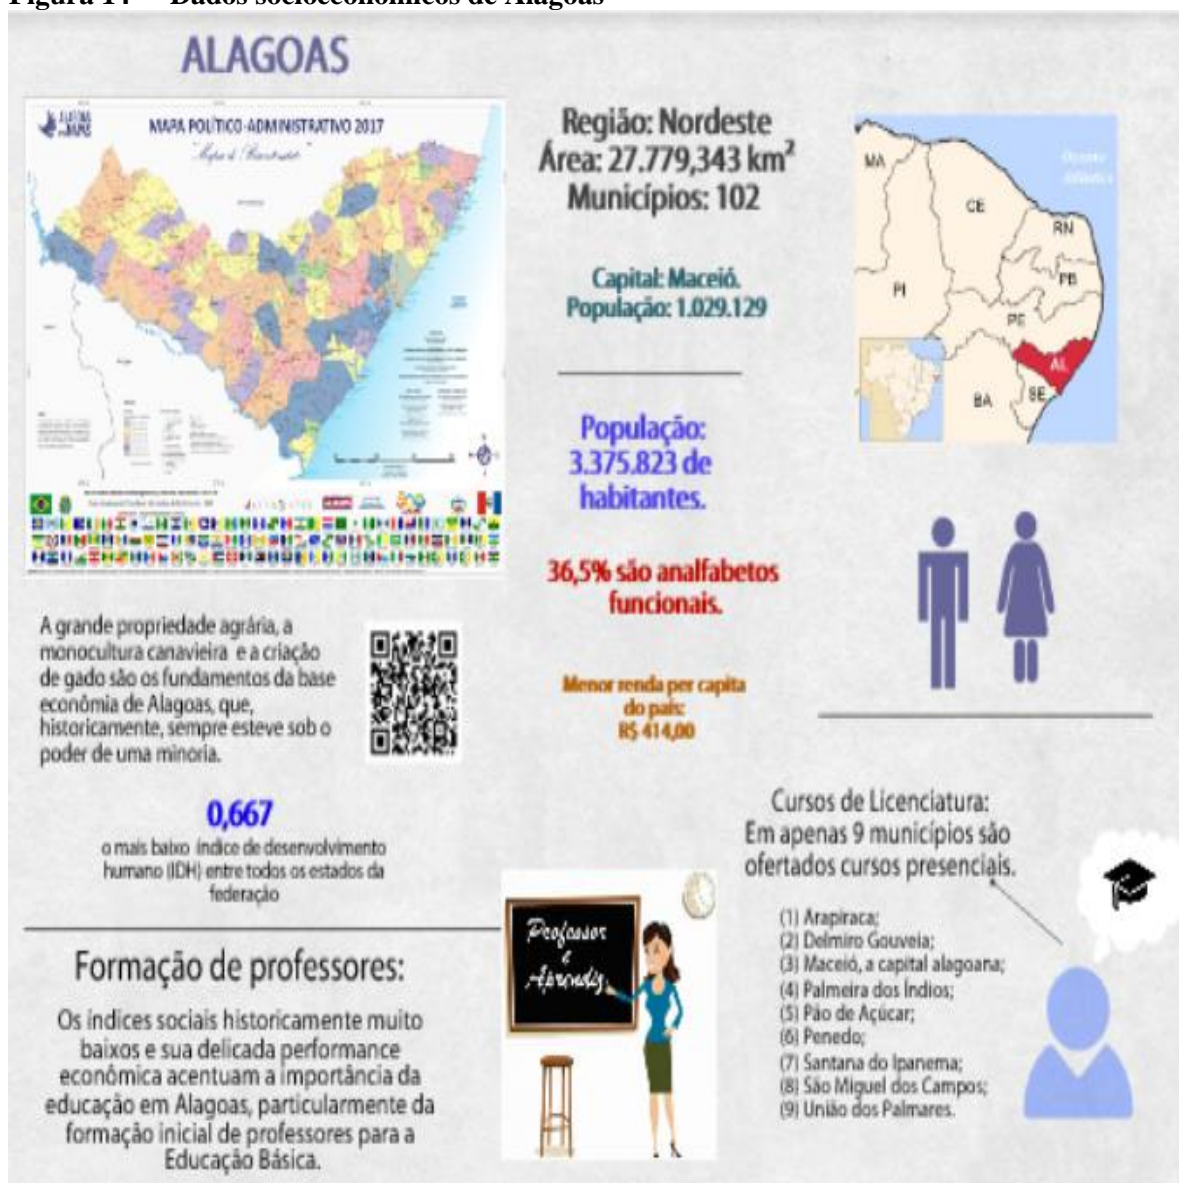 Figura 14 – Dados socioeconômicos de Alagoas
ALAGOAS
MAPA POLÍTICO-ADMINISTRATIVO 2017
Região: Nordeste
Área: 27.779,343 km²
Municípios: 102
Capital: Maceió.
População: 1.029.129
População:
3.375.823 de
habitantes.
36,5% são analfabetos
funcionais.
Menor renda per capita
do país:
R$ 414,00
MA
CE
RN
PB
PI
PE
AL
SE
BA
A grande propriedade agrária, a
monocultura canavieira e a criação
de gado são os fundamentos da base
econômia de Alagoas, que,
historicamente, sempre esteve sob o
poder de uma minoria.
0,667
o mais baixo índice de desenvolvimento
humano (IDH) entre todos os estados da
federação
Formação de professores:
Os índices sociais historicamente muito
baixos e sua delicada performance
econômica acentuam a importância da
educação em Alagoas, particularmente da
formação inicial de professores para a
Educação Básica.
Professor
e
Aprendiz
Cursos de Licenciatura:
Em apenas 9 municípios são
ofertados cursos presenciais.
(1) Arapiraca;
(2) Delmiro Gouveia;
(3) Maceió, a capital alagoana;
(4) Palmeira dos Índios;
(5) Pão de Açúcar;
(6) Penedo;
(7) Santana do Ipanema;
(8) São Miguel dos Campos;
(9) União dos Palmares.